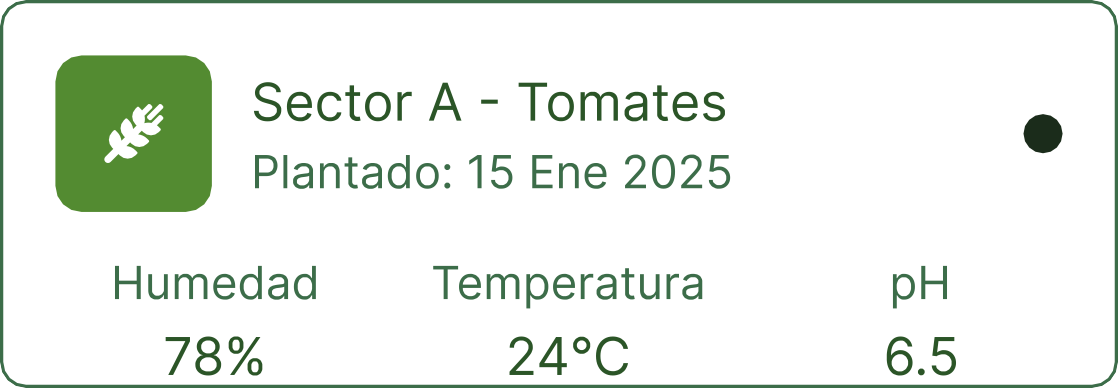 Sector A - Tomates
Plantado: 15 Ene 2025
Humedad Temperatura pH
78% 24°C 6.5